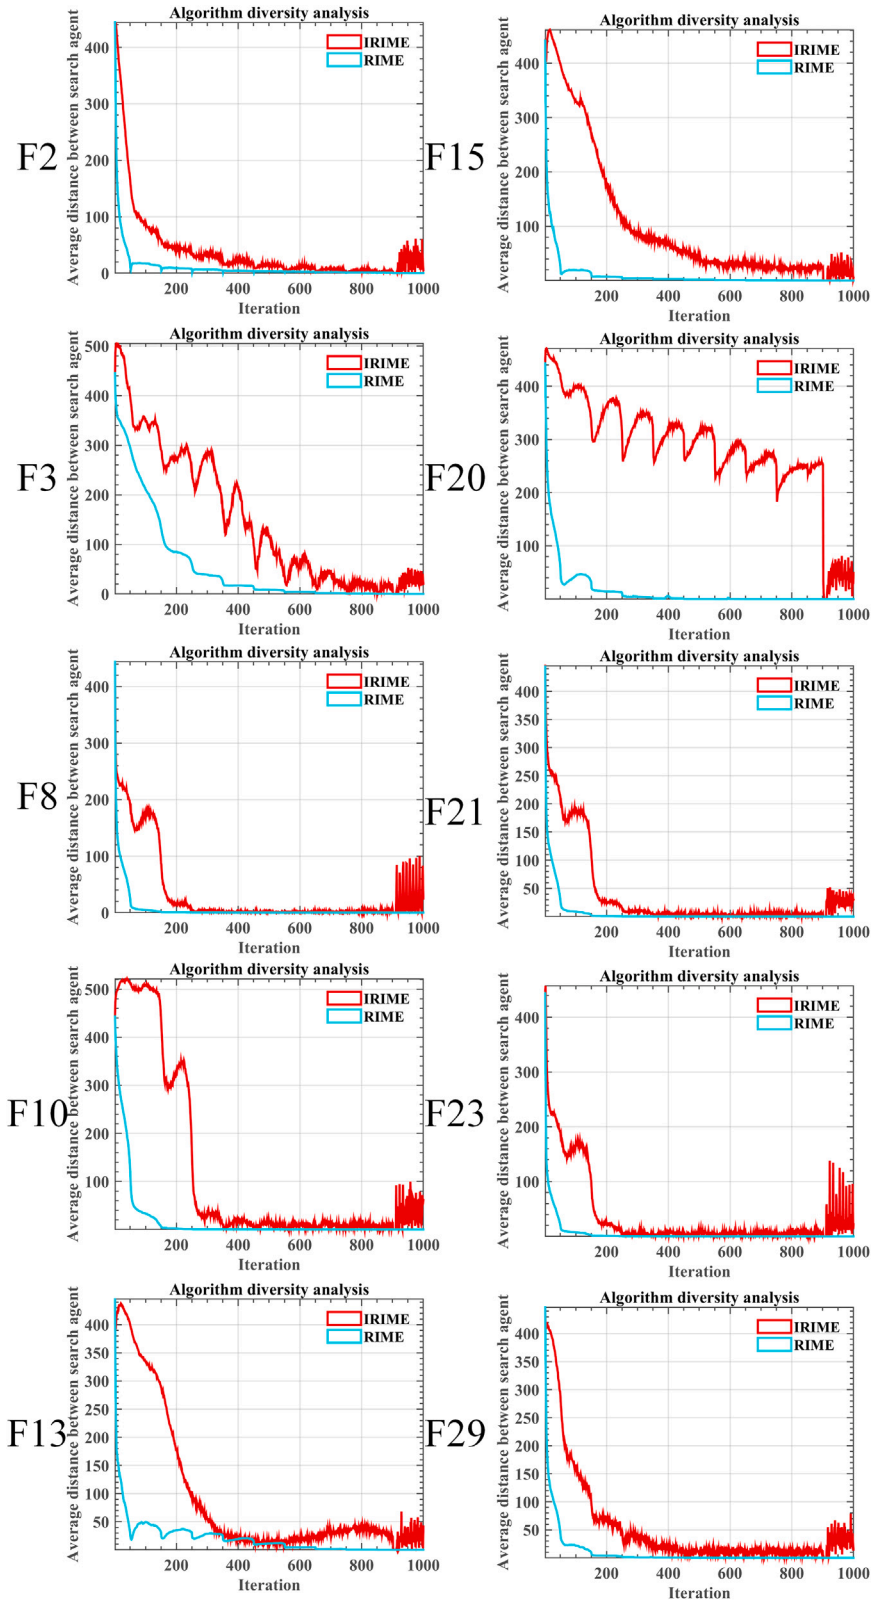 F2
Algorithm diversity analysis
Average distance between search agent
400
300
200
100
0
IRIME
RIME
200 400 600 800 1000
Iteration
F15
Algorithm diversity analysis
Average distance between search agent
400
300
200
100
IRIME
RIME
200 400 600 800 1000
Iteration
F3
Algorithm diversity analysis
Average distance between search agent
500
400
300
200
100
0
IRIME
RIME
200 400 600 800 1000
Iteration
F20
Algorithm diversity analysis
Average distance between search agent
400
300
200
100
IRIME
RIME
200 400 600 800 1000
Iteration
F8
Algorithm diversity analysis
Average distance between search agent
400
300
200
100
0
IRIME
RIME
200 400 600 800 1000
Iteration
F21
Algorithm diversity analysis
Average distance between search agent
400
350
300
250
200
150
100
50
IRIME
RIME
200 400 600 800 1000
Iteration
F10
Algorithm diversity analysis
Average distance between search agent
500
400
300
200
100
IRIME
RIME
200 400 600 800 1000
Iteration
F23
Algorithm diversity analysis
Average distance between search agent
400
300
200
100
IRIME
RIME
200 400 600 800 1000
Iteration
F13
Algorithm diversity analysis
Average distance between search agent
400
350
300
250
200
150
100
50
IRIME
RIME
200 400 600 800 1000
Iteration
F29
Algorithm diversity analysis
Average distance between search agent
400
350
300
250
200
150
100
50
IRIME
RIME
200 400 600 800 1000
Iteration